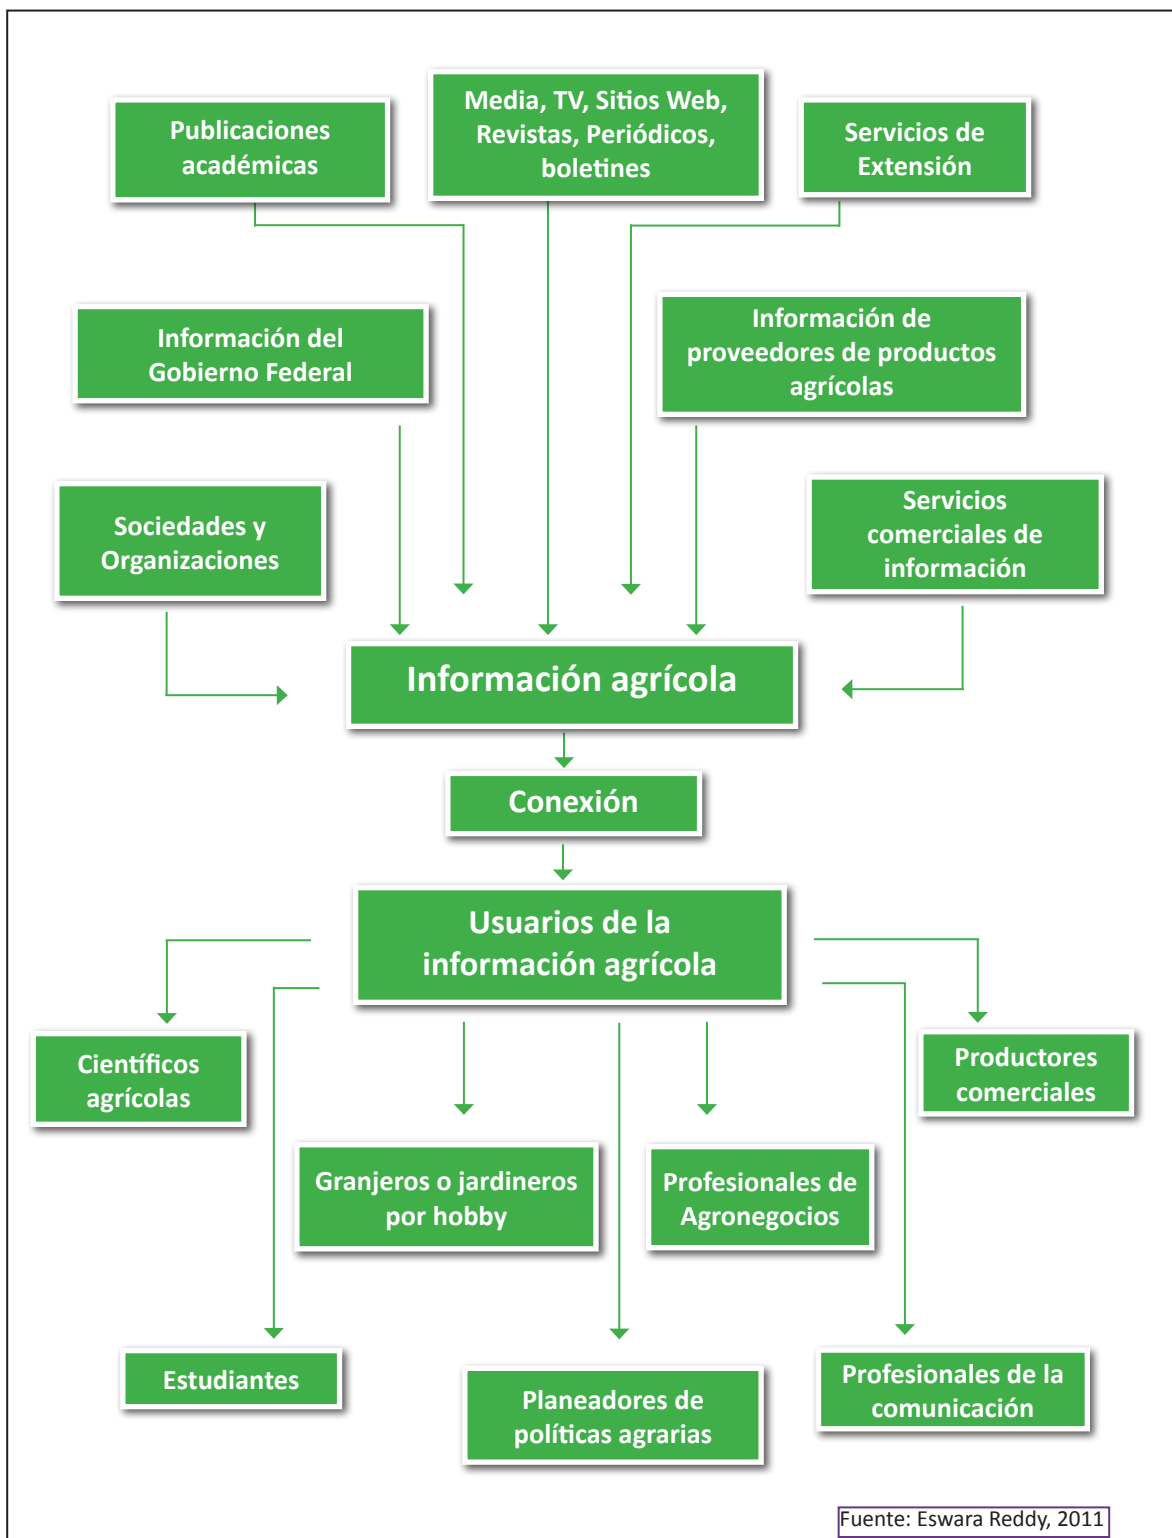 Publicaciones
académicas
Media, TV, Sitios Web,
Revistas, Periódicos,
boletines
Servicios de
Extensión
Información del
Gobierno Federal
Información de
proveedores de productos
agrícolas
Sociedades y
Organizaciones
Servicios
comerciales de
información
Información agrícola
Conexión
Usuarios de la
información agrícola
Científicos
agrícolas
Productores
comerciales
Granjeros o jardineros
por hobby
Profesionales de
Agronegocios
Estudiantes
Planeadores de
políticas agrarias
Profesionales de la
comunicación
Fuente: Eswara Reddy, 2011